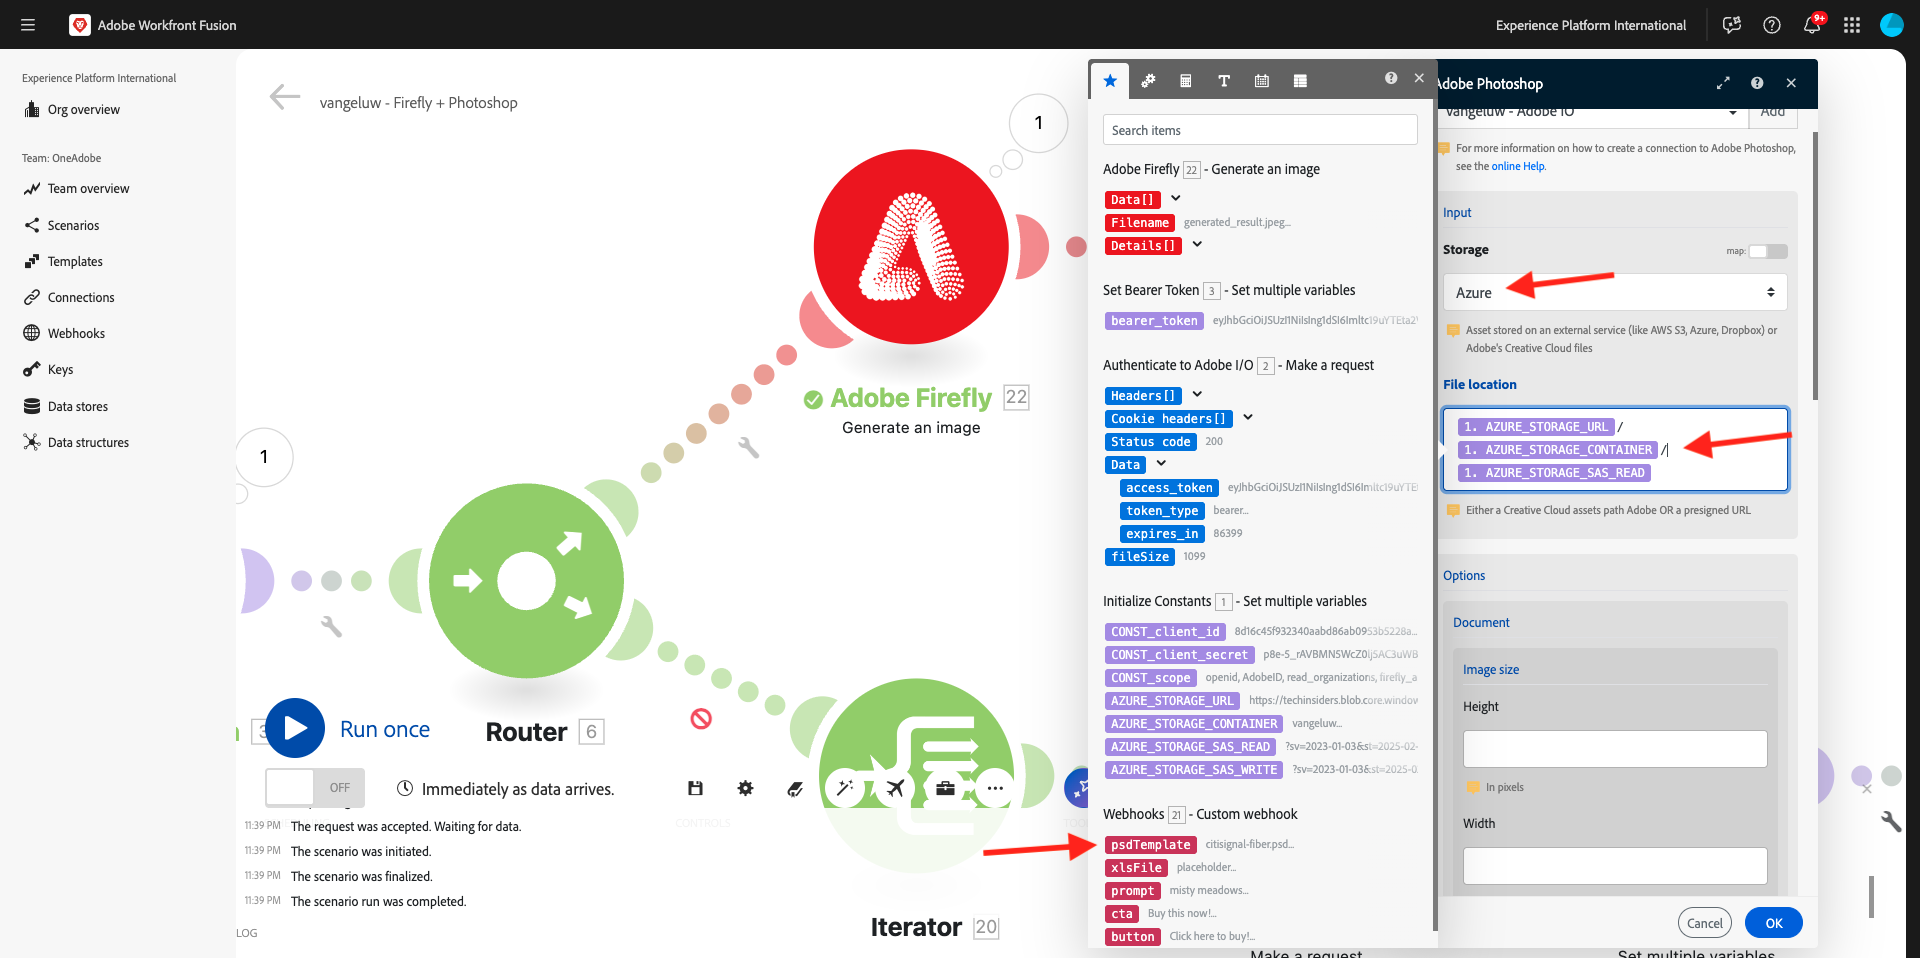 Adobe Workfront Fusion
Experience Platform International
9+
Experience Platform International
Org overview
Team: OneAdobe
Team overview
Scenarios
Templates
Connections
Webhooks
Keys
Data stores
Data structures
vangeluw - Firefly + Photoshop
1
1
Adobe Firefly 22
Generate an image
Router 6
Iterator 20
Run once
OFF
Immediately as data arrives.
CONTROLS
11:39 PM The request was accepted. Waiting for data.
11:39 PM The scenario was initiated.
11:39 PM The scenario was finalized.
11:39 PM The scenario run was completed.
LOG
Search items
Adobe Firefly 22 - Generate an image
Data[]
Filename generated_result.jpeg...
Details[]
Set Bearer Token 3 - Set multiple variables
bearer_token
Authenticate to Adobe I/O 2 - Make a request
Headers[]
Cookie headers[]
Status code 200
Data
access_token
token_type bearer...
expires_in 86399
fileSize 1099
Initialize Constants 1 - Set multiple variables
CONST_client_id
CONST_client_secret
CONST_scope openid, AdobeID, read_organizations, firefly_a
AZURE_STORAGE_URL https://techinsiders.blob.core.window
AZURE_STORAGE_CONTAINER vangeluw...
AZURE_STORAGE_SAS_READ ?sv=2023-01-03&st=2025-02-
AZURE_STORAGE_SAS_WRITE ?sv=2023-01-03&st=2025-0
Webhooks 21 - Custom webhook
psdTemplate citisignal-fiber.psd...
xlsFile placeholder...
prompt misty meadows...
cta Buy this now!...
button Click here to buy!...
Adobe Photoshop
vangeluw - Adobe IO
Add
For more information on how to create a connection to Adobe Photoshop,
see the online Help.
Input
Storage
map:
Azure
Asset stored on an external service (like AWS S3, Azure, Dropbox) or
Adobe's Creative Cloud files
File location
1. AZURE_STORAGE_URL /
1. AZURE_STORAGE_CONTAINER /
1. AZURE_STORAGE_SAS_READ
Either a Creative Cloud assets path Adobe OR a presigned URL
Options
Document
Image size
Height
In pixels
Width
Cancel
OK
Make a request
Set multiple variables